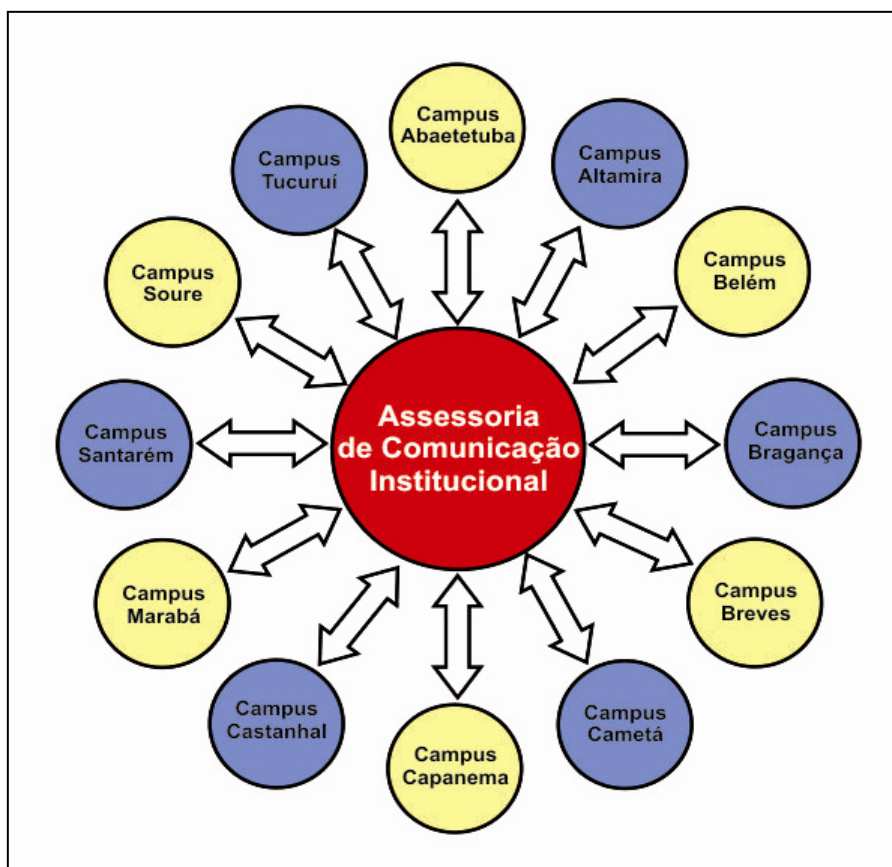 Campus
Abaetetuba
Campus
Altamira
Campus
Belém
Campus
Bragança
Campus
Breves
Campus
Cametá
Campus
Capanema
Campus
Castanhal
Campus
Marabá
Campus
Santarém
Campus
Soure
Campus
Tucuruí
Assessoria
de Comunicação
Institucional